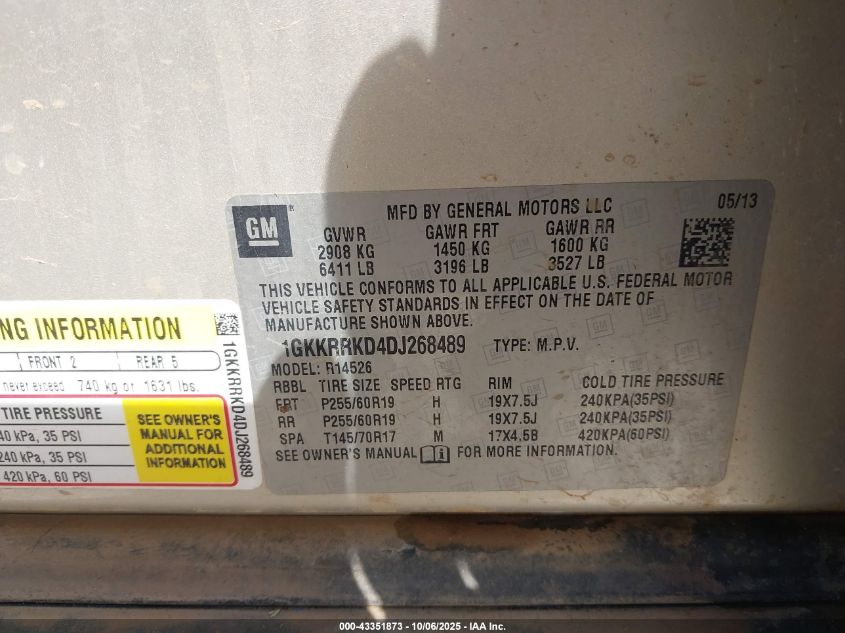 GM
MFD BY GENERAL MOTORS LLC
05/13
GVWR GAWR FRT GAWR RR
2908 KG 1450 KG 1600 KG
6411 LB 3196 LB 3527 LB
THIS VEHICLE CONFORMS TO ALL APPLICABLE U.S. FEDERAL MOTOR
VEHICLE SAFETY STANDARDS IN EFFECT ON THE DATE OF
MANUFACTURE SHOWN ABOVE.
1GKKRRKD4DJ268489 TYPE: M.P.V.
MODEL: R14526
RBBL TIRE SIZE SPEED RTG RIM COLD TIRE PRESSURE
FRT P255/60R19 H 19X7.5J 240KPA(35PSI)
RR P255/60R19 H 19X7.5J 240KPA(35PSI)
SPA T145/70R17 M 17X4.5B 420KPA(60PSI)
SEE OWNER'S MANUAL FOR MORE INFORMATION.
NG INFORMATION
FRONT 2 REAR 5
never exceed 740 kg or 1631 lbs.
TIRE PRESSURE
40 kPa, 35 PSI
240 kPa, 35 PSI
420 kPa, 60 PSI
SEE OWNER'S
MANUAL FOR
ADDITIONAL
INFORMATION
1GKKRRKD4DJ268489
000-43351873 - 10/06/2025 - IAA Inc.